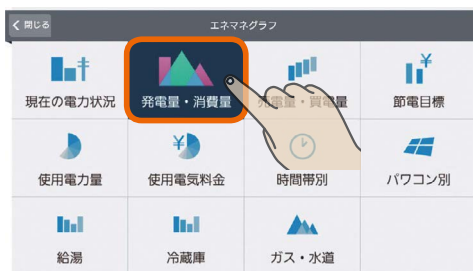 < 閉じる
エネマネグラフ
現在の電力状況
発電量・消費量
売電量・買電量
節電目標
使用電力量
使用電気料金
時間帯別
パワコン別
給湯
冷蔵庫
ガス・水道